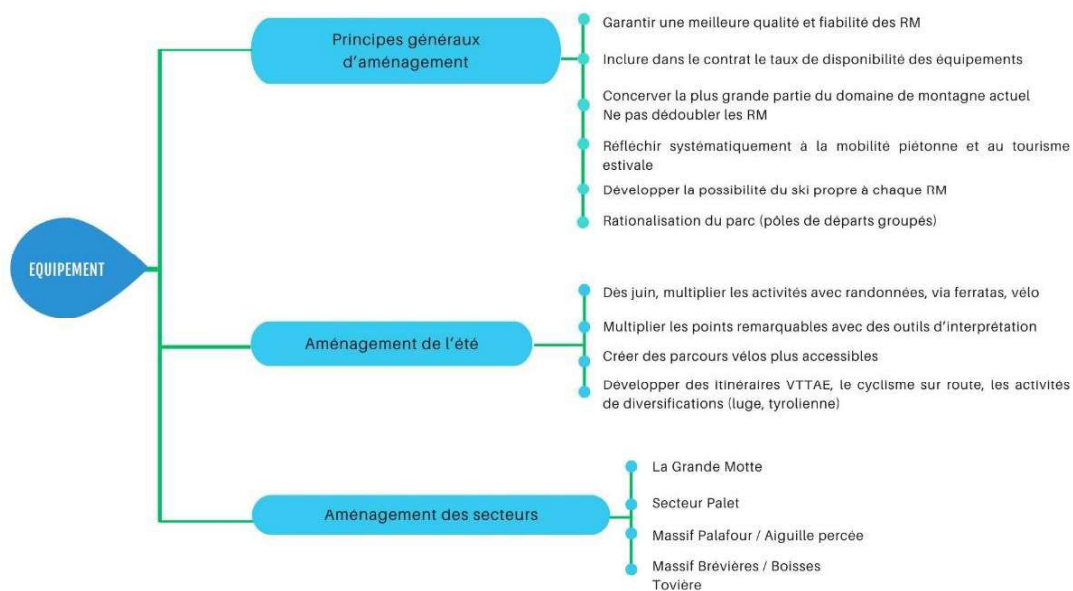 EQUIPEMENT
Principes généraux
d'aménagement
Garantir une meilleure qualité et fiabilité des RM
Inclure dans le contrat le taux de disponibilité des équipements
Concerver la plus grande partie du domaine de montagne actuel
Ne pas dédoubler les RM
Réfléchir systématiquement à la mobilité piétonne et au tourisme
estivale
Développer la possibilité du ski propre à chaque RM
Rationalisation du parc (pôles de départs groupés)
Aménagement de l'été
Dès juin, multiplier les activités avec randonnées, via ferratas, vélo
Multiplier les points remarquables avec des outils d'interprétation
Créer des parcours vélos plus accessibles
Développer des itinéraires VTTAE, le cyclisme sur route, les activités
de diversifications (luge, tyrolienne)
Aménagement des secteurs
La Grande Motte
Secteur Palet
Massif Palafour / Aiguille percée
Massif Brévières / Boisses
Tovière